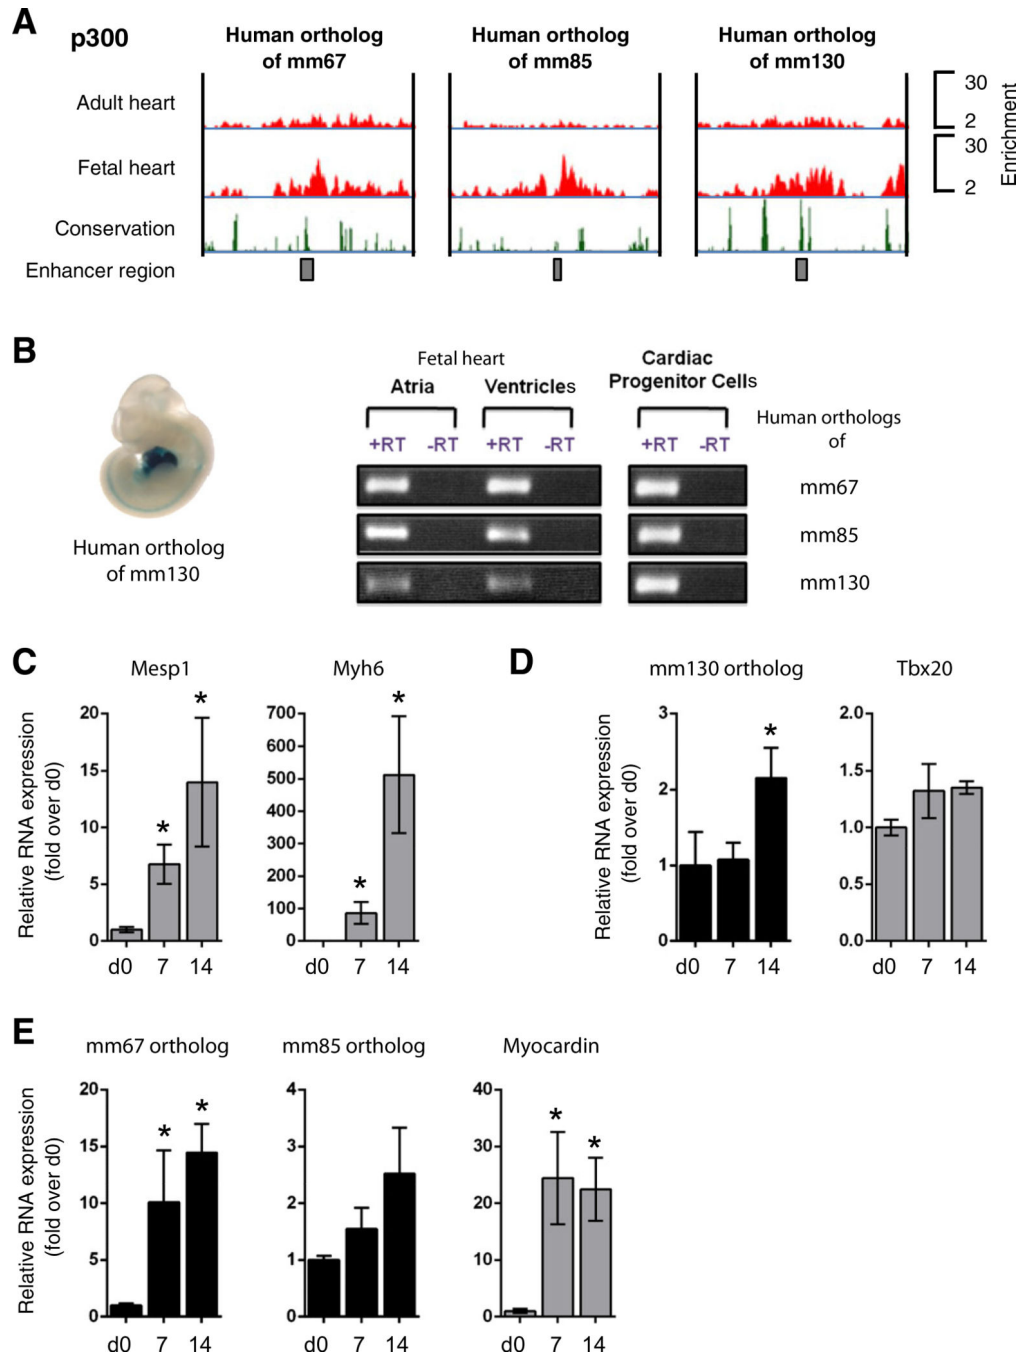 A
p300
Human ortholog
of mm67
Human ortholog
of mm85
Human ortholog
of mm130
Adult heart
Fetal heart
Conservation
Enhancer region
30
2
30
2
Enrichment
B
Human ortholog
of mm130
Fetal heart
Atria
Ventricles
Cardiac
Progenitor Cells
+RT -RT +RT -RT +RT -RT
Human orthologs
of
mm67
mm85
mm130
C
Mesp1
Relative RNA expression
(fold over d0)
20
15
10
5
0
* *
d0 7 14
Myh6
700
600
500
400
300
200
100
0
* *
d0 7 14
D
mm130 ortholog
Relative RNA expression
(fold over d0)
3
2
1
0
*
d0 7 14
Tbx20
2.0
1.5
1.0
0.5
0.0
d0 7 14
E
mm67 ortholog
Relative RNA expression
(fold over d0)
20
15
10
5
0
* *
d0 7 14
mm85 ortholog
4
3
2
1
0
d0 7 14
Myocardin
40
30
20
10
0
* *
d0 7 14